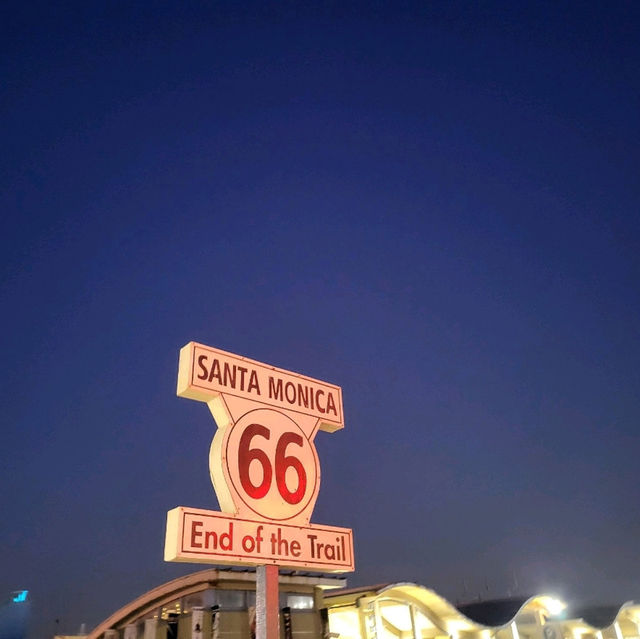 SANTA MONICA
66
End of the Trail